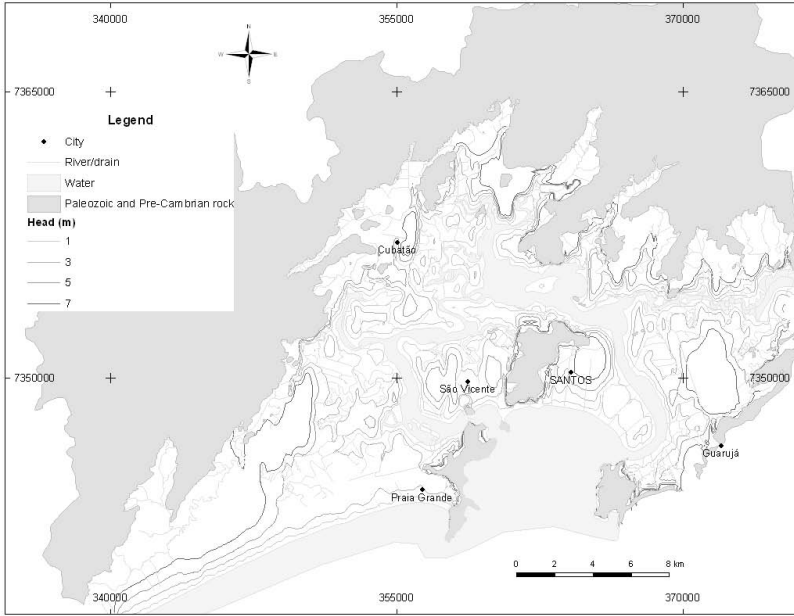 340000 355000 370000
N
W E
S
7365000 7365000
Legend
City
River/drain
Water
Paleozoic and Pre-Cambrian rock
Head (m)
1
3
5
7
Cubatão
7350000 7350000
São Vicente
SANTOS
Guarujá
Praia Grande
0 2 4 6 8 km
340000 355000 370000